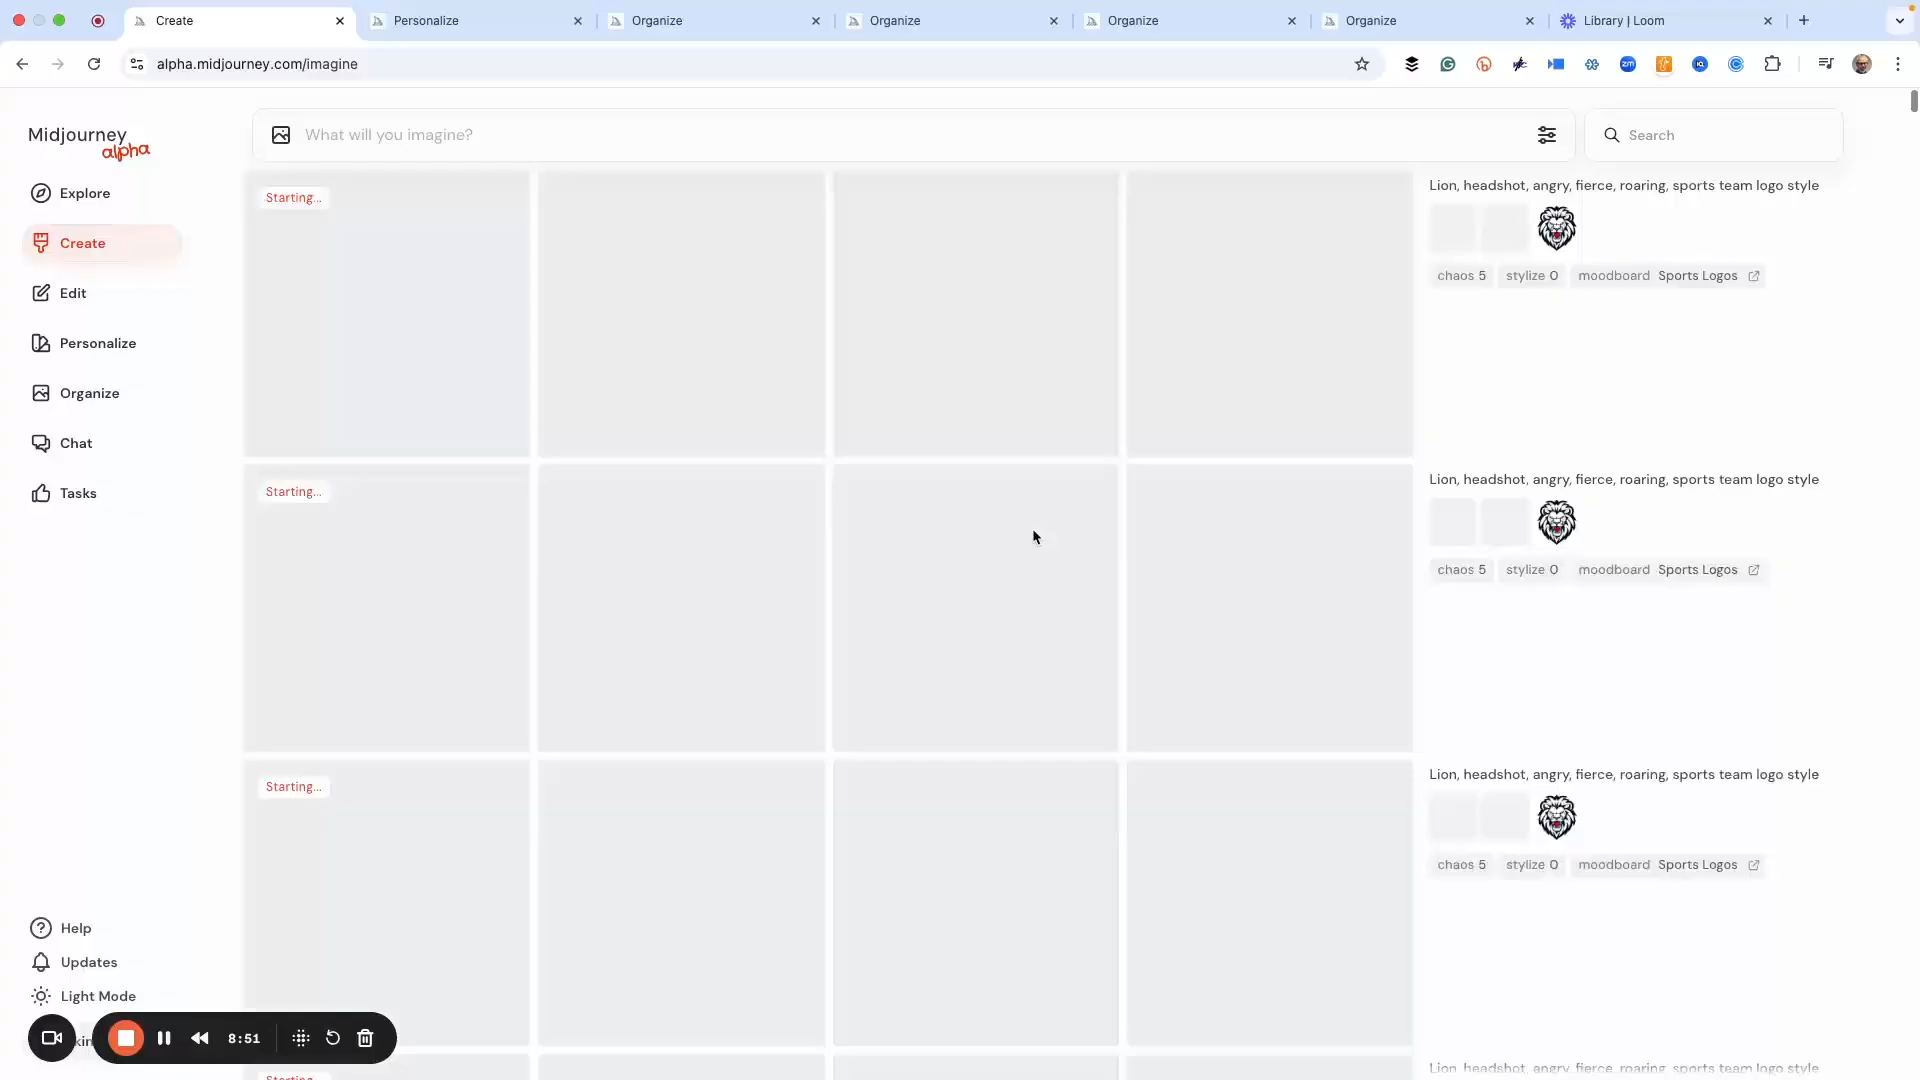 Create
Personalize
Organize
Organize
Organize
Organize
Library | Loom
alpha.midjourney.com/imagine
Midjourney
alpha
What will you imagine?
Search
Explore
Create
Edit
Personalize
Organize
Chat
Tasks
Starting...
Lion, headshot, angry, fierce, roaring, sports team logo style
chaos 5 stylize 0 moodboard Sports Logos
Starting...
Lion, headshot, angry, fierce, roaring, sports team logo style
chaos 5 stylize 0 moodboard Sports Logos
Starting...
Lion, headshot, angry, fierce, roaring, sports team logo style
chaos 5 stylize 0 moodboard Sports Logos
Starting...
Lion, headshot, angry, fierce, roaring, sports team logo style
Help
Updates
Light Mode
8:51